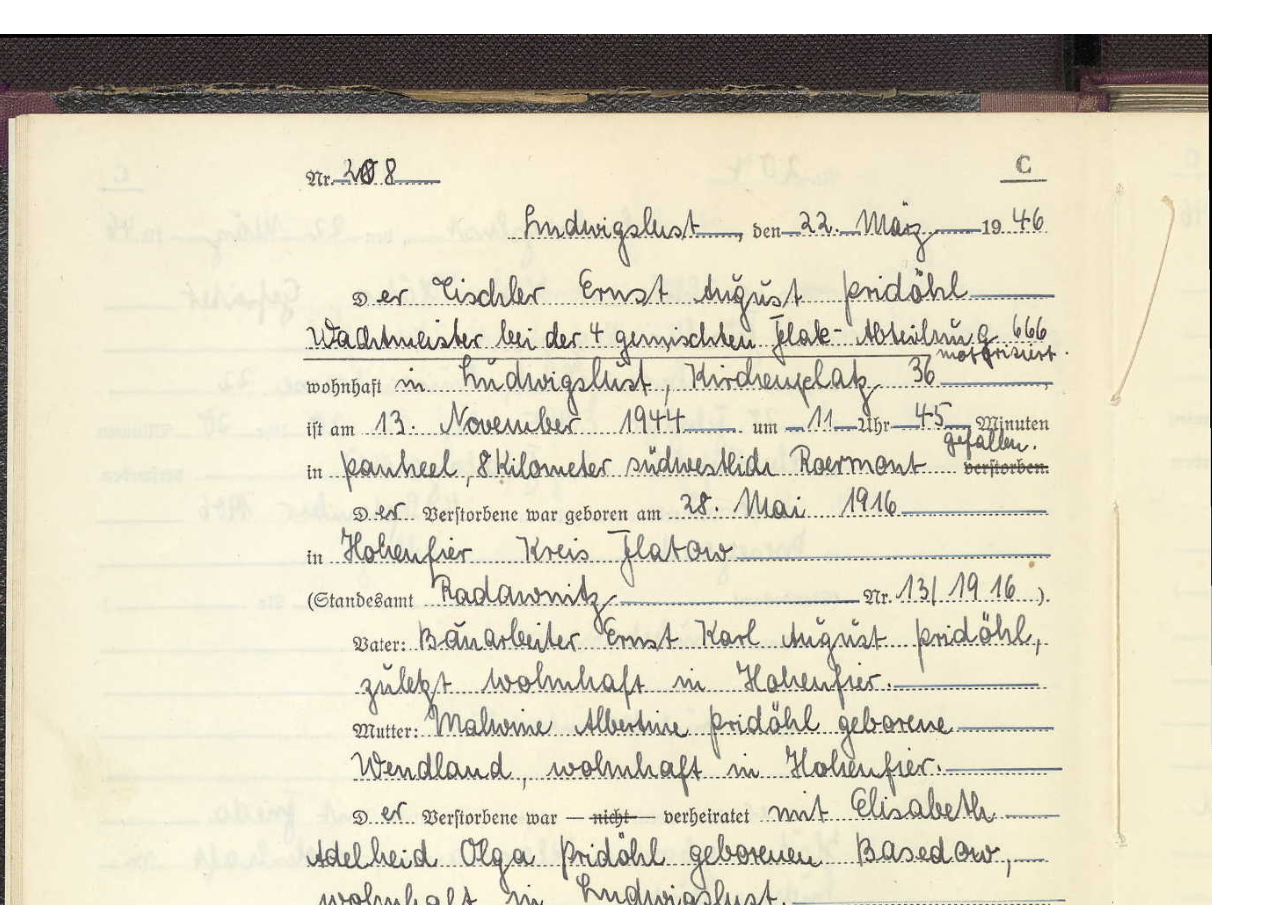 Nr. 208
C
Ludwigslust, den 22. März 1946
Der Tischler Ernst August Pridöhl
Wachtmeister bei der 4 gemischten Flak-Abteilung 666
motorisiert.
wohnhaft in Ludwigslust, Kirchenplatz 36
ist am 13. November 1944 um 11 Uhr 45 Minuten
gefallen.
in Panheel, 8 Kilometer südwestlich Roermont verstorben.
Der Verstorbene war geboren am 28. Mai 1916
in Hohenfier Kreis Flatow
(Standesamt Radawnitz Nr. 13/1916).
Vater: Bauarbeiter Ernst Karl August Pridöhl,
zuletzt wohnhaft in Hohenfier.
Mutter: Malwine Albertine Pridöhl geborene
Wendland, wohnhaft in Hohenfier.
Der Verstorbene war — nicht — verheiratet mit Elisabeth
Adelheid Olga Pridöhl geborenen Basedow,
wohnhaft in Ludwigslust.